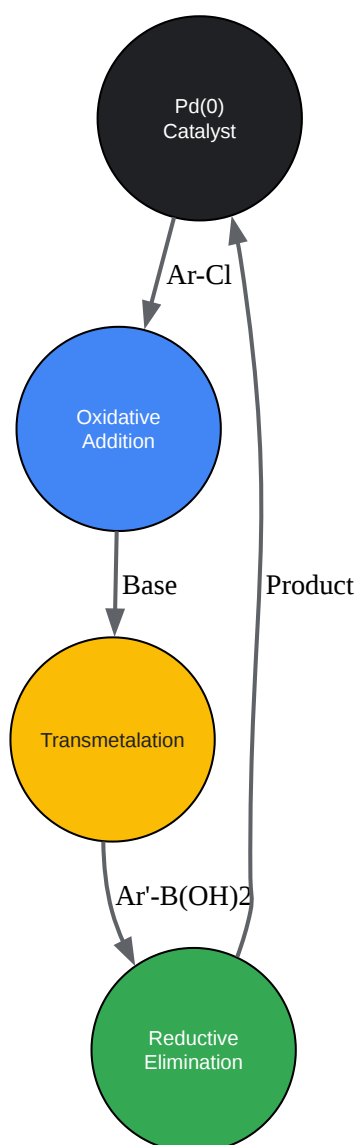 Pd(0)
Catalyst
Ar-Cl
Oxidative
Addition
Base
Product
Transmetalation
Ar'-B(OH)2
Reductive
Elimination